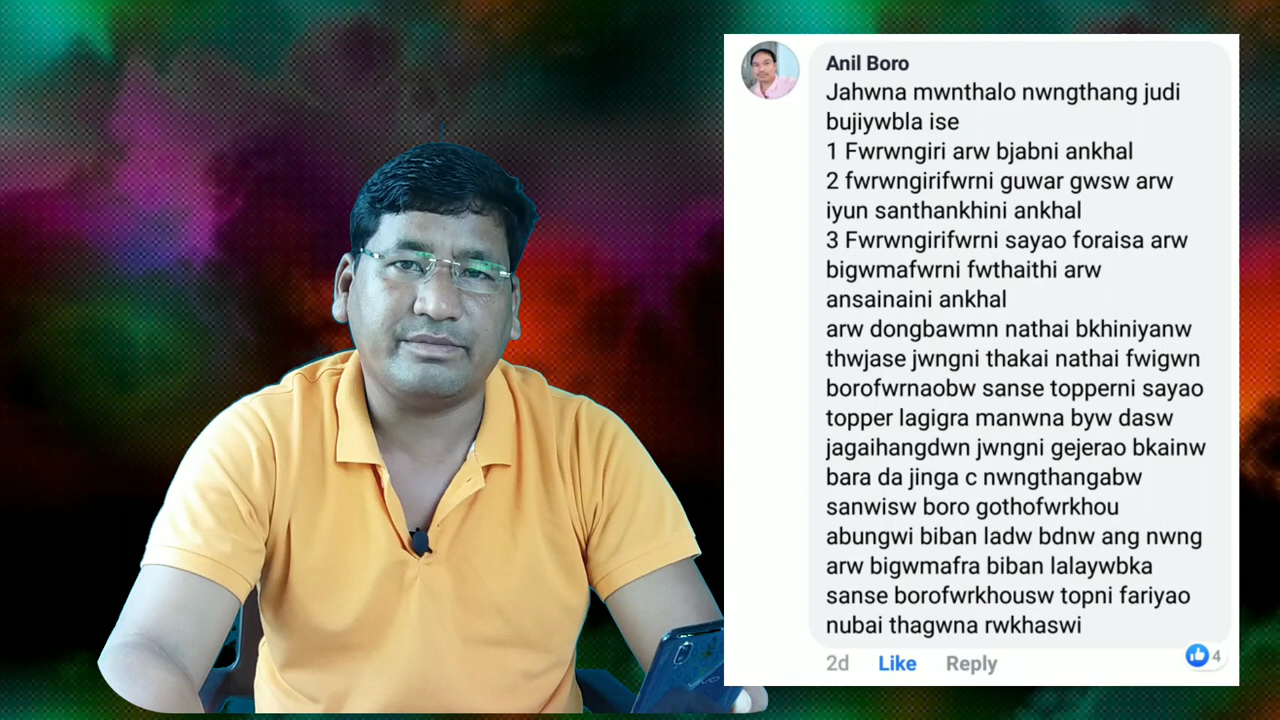 Anil Boro
Jahwna mwnthalo nwngthang judi
bujiywbla ise
1 Fwrwngiri arw bjabni ankhal
2 fwrwngirifwrni guwar gwsw arw
iyun santhankhini ankhal
3 Fwrwngirifwrni sayao foraisa arw
bigwmafwrni fwthaithi arw
ansainaini ankhal
arw dongbawmn nathai bkhiniyanw
thwjase jwngni thakai nathai fwigwn
borofwrnaobw sanse topperni sayao
topper lagigra manwna byw dasw
jagaihangdwn jwngni gejerao bkainw
bara da jinga c nwngthangabw
sanwisw boro gothofwrkhou
abungwi biban ladw bdnw ang nwng
arw bigwmafra biban lalaywbka
sanse borofwrkhousw topni fariyao
nubai thagwna rwkhaswi
2d Like Reply 4
vivo